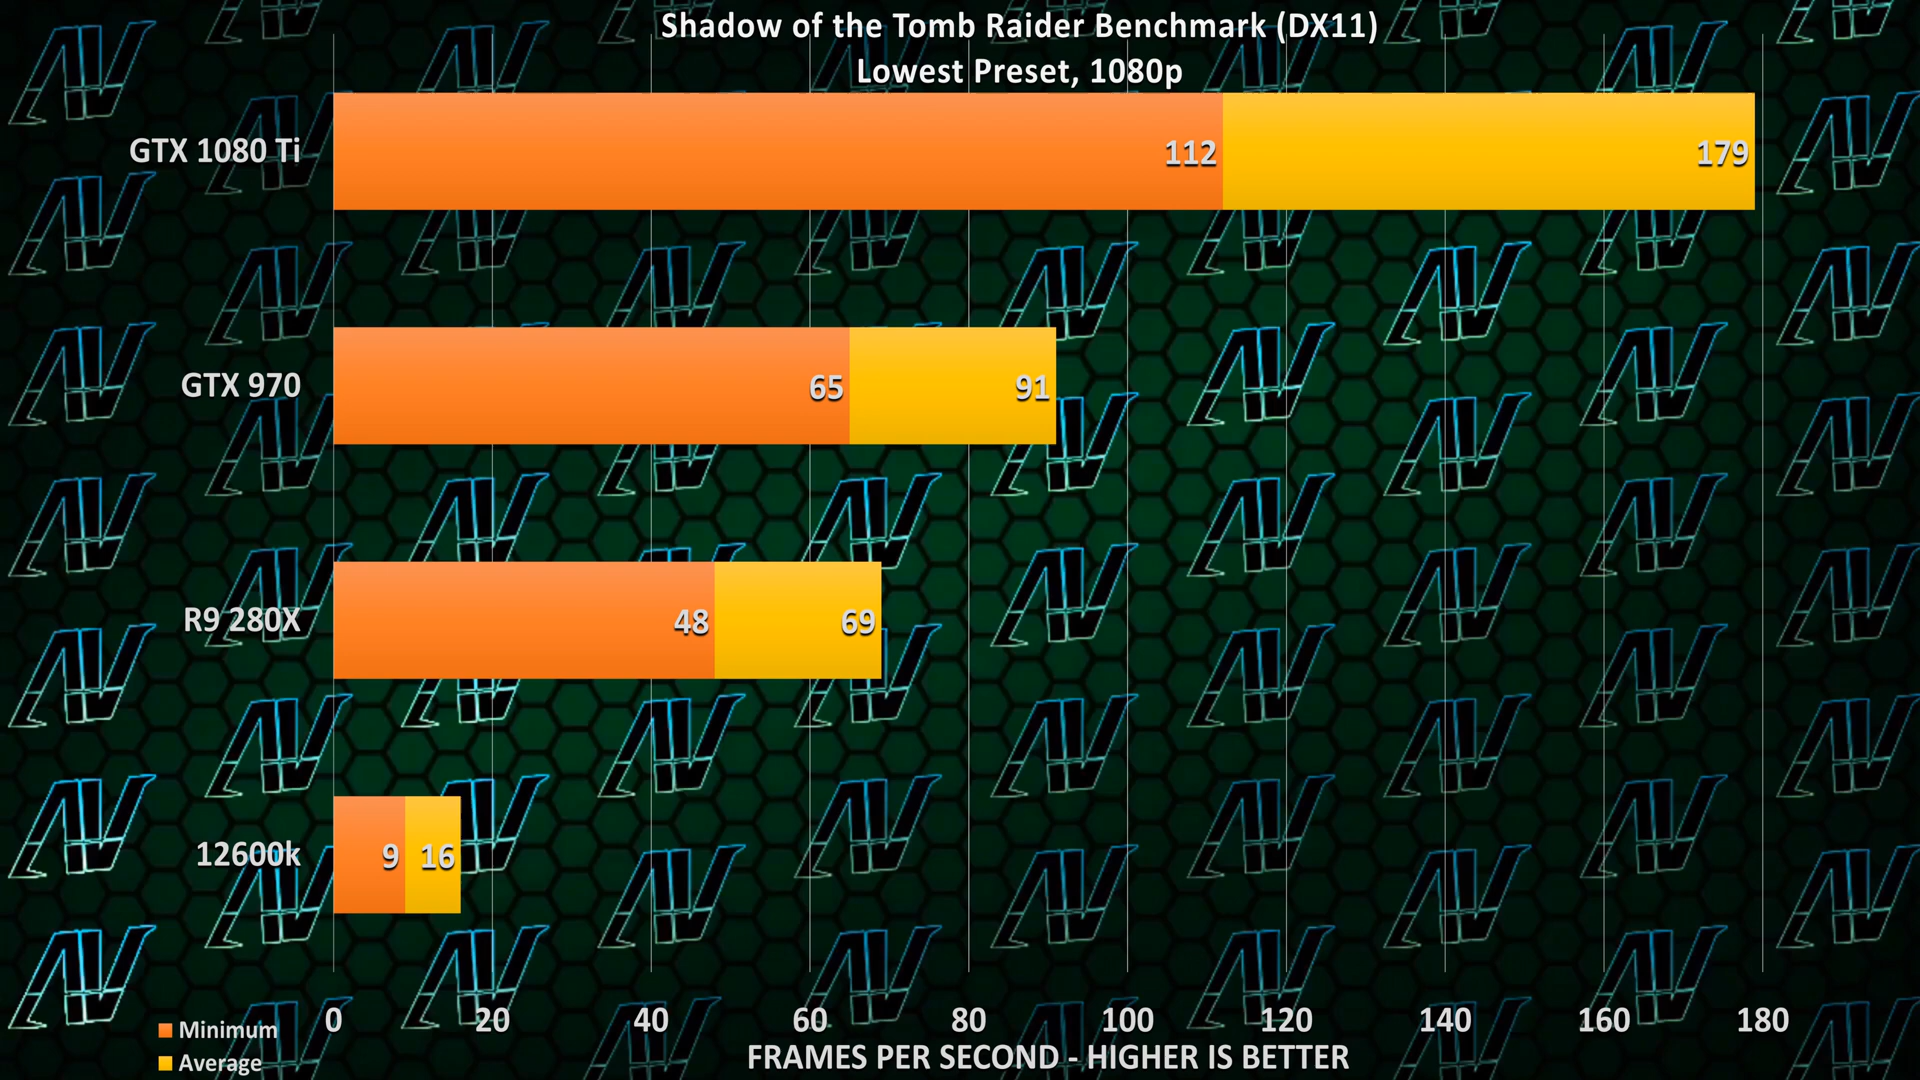 Shadow of the Tomb Raider Benchmark (DX11)
Lowest Preset, 1080p
GTX 1080 Ti
112
179
GTX 970
65
91
R9 280X
48
69
12600k
9
16
0 20 40 60 80 100 120 140 160 180
Minimum
Average
FRAMES PER SECOND - HIGHER IS BETTER